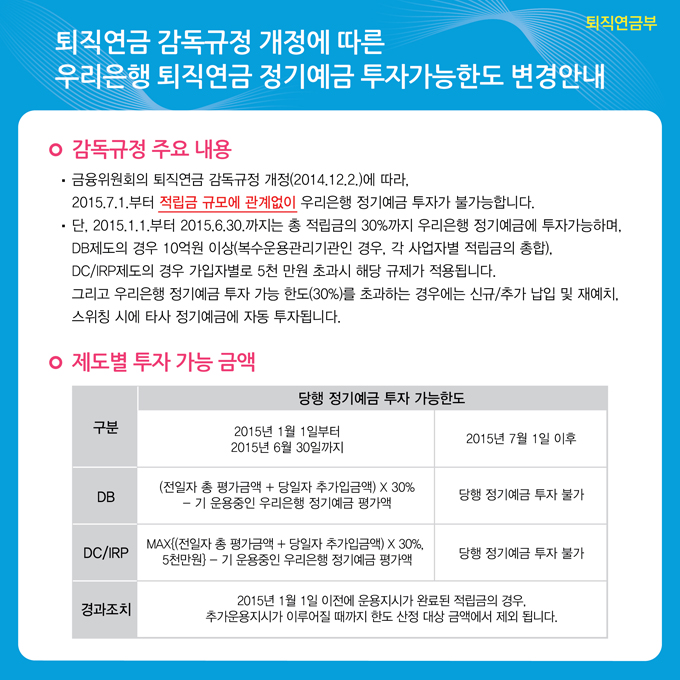 퇴직연금부
퇴직연금 감독규정 개정에 따른
우리은행 퇴직연금 정기예금 투자가능한도 변경안내
감독규정 주요 내용
· 금융위원회의 퇴직연금 감독규정 개정(2014.12.2.)에 따라,
2015.7.1.부터 적립금 규모에 관계없이 우리은행 정기예금 투자가 불가능합니다.
· 단, 2015.1.1.부터 2015.6.30.까지는 총 적립금의 30%까지 우리은행 정기예금에 투자가능하며,
DB제도의 경우 10억원 이상(복수운용관리기관인 경우, 각 사업자별 적립금의 총합),
DC/IRP제도의 경우 가입자별로 5천 만원 초과시 해당 규제가 적용됩니다.
그리고 우리은행 정기예금 투자 가능 한도(30%)를 초과하는 경우에는 신규/추가 납입 및 재예치,
스위칭 시에 타사 정기예금에 자동 투자됩니다.
제도별 투자 가능 금액
구분
당행 정기예금 투자 가능한도
2015년 1월 1일부터
2015년 6월 30일까지
2015년 7월 1일 이후
DB
(전일자 총 평가금액 + 당일자 추가입금액) X 30%
– 기 운용중인 우리은행 정기예금 평가액
당행 정기예금 투자 불가
DC/IRP
MAX{(전일자 총 평가금액 + 당일자 추가입금액) X 30%,
5천만원} – 기 운용중인 우리은행 정기예금 평가액
당행 정기예금 투자 불가
경과조치
2015년 1월 1일 이전에 운용지시가 완료된 적립금의 경우,
추가운용지시가 이루어질 때까지 한도 산정 대상 금액에서 제외 됩니다.